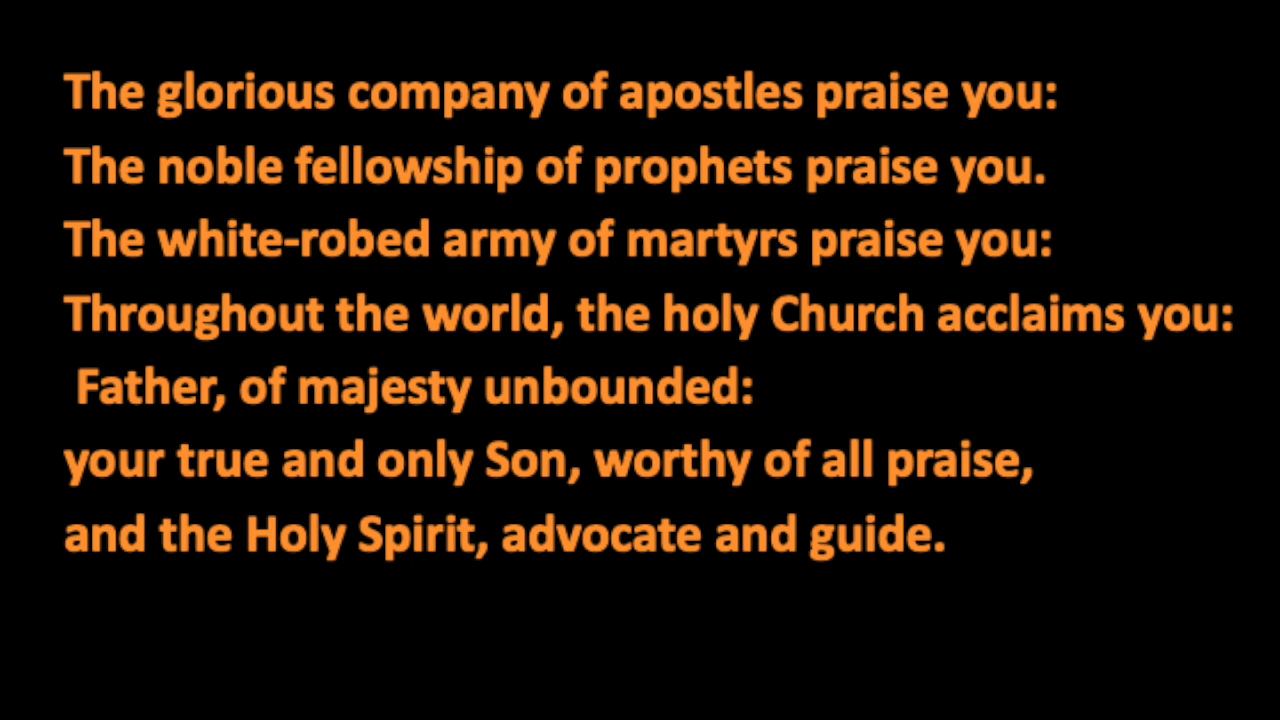 The glorious company of apostles praise you:
The noble fellowship of prophets praise you.
The white-robed army of martyrs praise you:
Throughout the world, the holy Church acclaims you:
Father, of majesty unbounded:
your true and only Son, worthy of all praise,
and the Holy Spirit, advocate and guide.